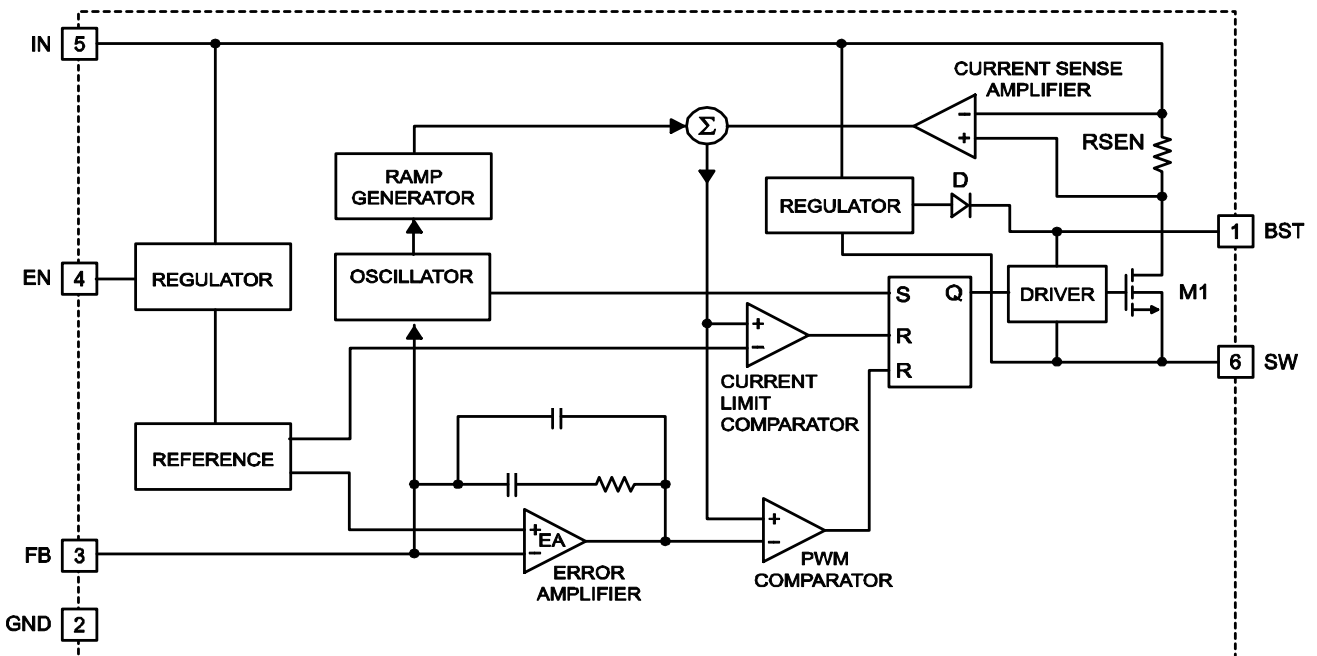 IN 5
CURRENT SENSE
AMPLIFIER
Σ
−
+
RSEN
RAMP
GENERATOR
REGULATOR
D
1 BST
EN 4
REGULATOR
OSCILLATOR
S Q
DRIVER
M1
+
−
R
R
6 SW
CURRENT
LIMIT
COMPARATOR
REFERENCE
+
EA
−
ERROR
AMPLIFIER
+
−
PWM
COMPARATOR
FB 3
GND 2